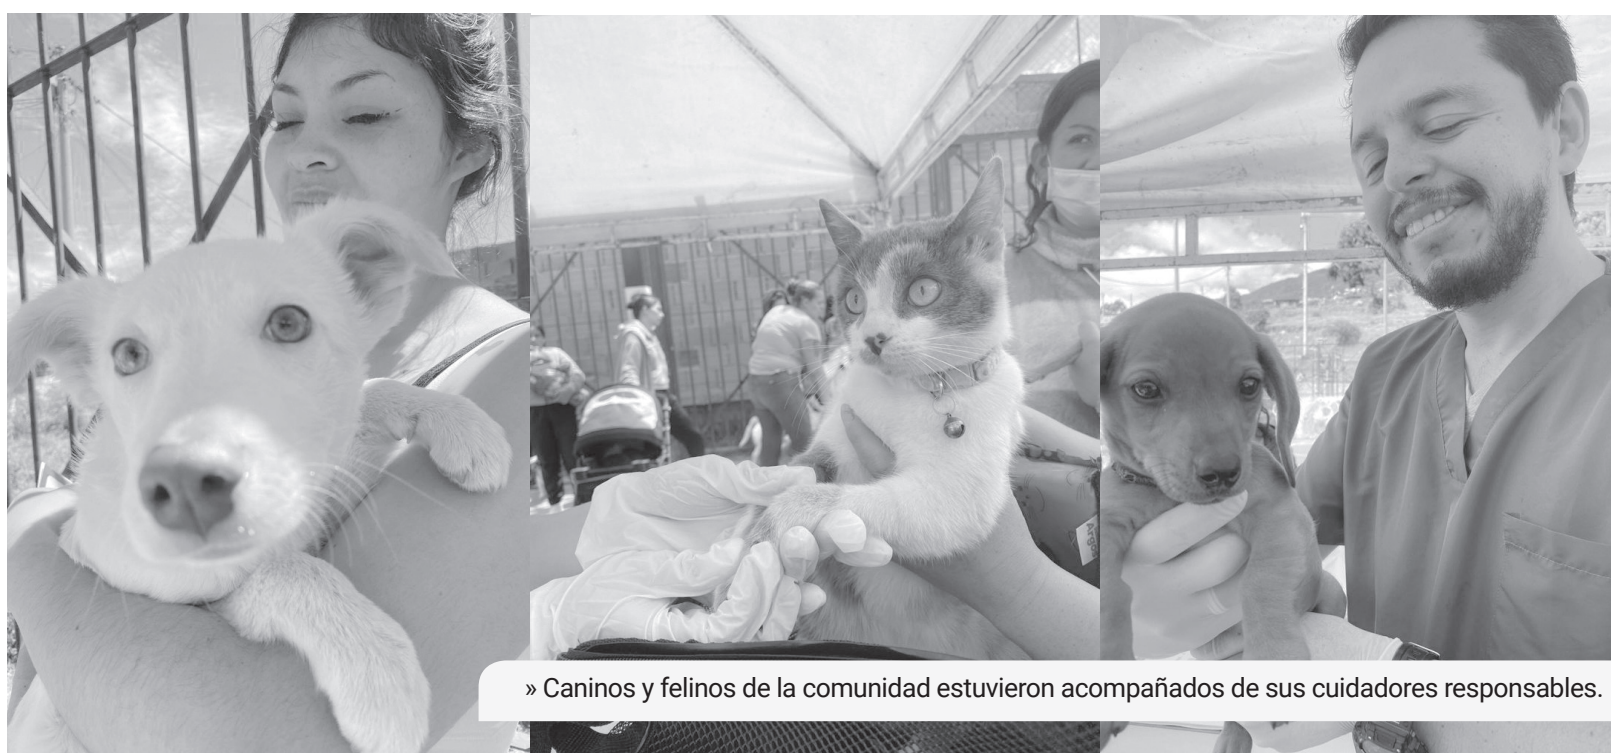 » Caninos y felinos de la comunidad estuvieron acompañados de sus cuidadores responsables.